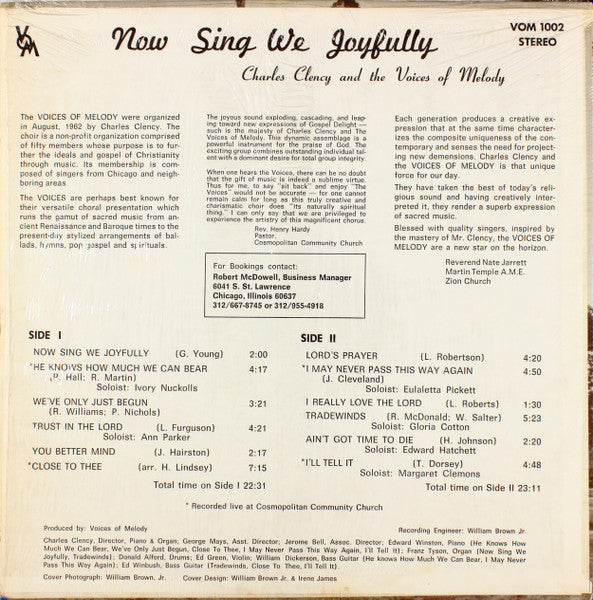 VOM
Now Sing We Joyfully
VOM 1002
STEREO
Charles Clency and the Voices of Melody
The VOICES OF MELODY were organized
in August, 1962 by Charles Clency. The
choir is a non-profit organization comprised
of fifty members whose purpose is to fur-
ther the ideals and gospel of Christianity
through music. Its membership is com-
posed of singers from Chicago and neigh-
boring areas.
The VOICES are perhaps best known for
their versatile choral presentation which
runs the gamut of sacred music from an-
cient Renaissance and Baroque times to the
present-day stylized arrangements of bal-
lads, hymns, pop gospel and spirituals.
The joyous sound exploding, cascading, and leap-
ing toward new expressions of Gospel Delight —
such is the majesty of Charles Clency and The
Voices of Melody. This dynamic assemblage is a
powerful instrument for the praise of God. The
exciting group combines outstanding individual tal-
ent with a dominant desire for total group integrity.
When one hears the Voices, there can be no doubt
that the gift of music is indeed a sublime virtue.
Thus for me, to say "sit back" and enjoy "The
Voices" would not be accurate — for one cannot
remain calm for long as this truly creative and
charismatic choir does "its naturally spiritual
thing." I can only say that we are privileged to
experience the artistry of this magnificent chorus.
Rev. Henry Hardy
Pastor,
Cosmopolitan Community Church
Each generation produces a creative ex-
pression that at the same time character-
izes the composite uniqueness of the con-
temporary and senses the need for project-
ing new demensions. Charles Clency and
the VOICES OF MELODY is that unique
force for our day.
They have taken the best of today's reli-
gious sound and having creatively inter-
preted it, they render a superb expression
of sacred music.
Blessed with quality singers, inspired by
the mastery of Mr. Clency, the VOICES OF
MELODY are a new star on the horizon.
Reverend Nate Jarrett
Martin Temple A.M.E.
Zion Church
For Bookings contact:
Robert McDowell, Business Manager
6041 S. St. Lawrence
Chicago, Illinois 60637
312/667-8745 or 312/955-4918
SIDE I
NOW SING WE JOYFULLY (G. Young) 2:00
*HE KNOWS HOW MUCH WE CAN BEAR 4:17
(P. Hall; R. Martin)
Soloist: Ivory Nuckolls
WE'VE ONLY JUST BEGUN 3:21
(R. Williams; P. Nichols)
TRUST IN THE LORD (L. Furguson) 4:21
Soloist: Ann Parker
YOU BETTER MIND (J. Hairston) 2:17
*CLOSE TO THEE (arr. H. Lindsey) 7:15
Total time on Side I 22:31
SIDE II
LORD'S PRAYER (L. Robertson) 4:20
*I MAY NEVER PASS THIS WAY AGAIN 4:50
(J. Cleveland)
Soloist: Eulaletta Pickett
I REALLY LOVE THE LORD (L. Roberts) 1:30
TRADEWINDS (R. McDonald; W. Salter) 5:23
Soloist: Gloria Cotton
AIN'T GOT TIME TO DIE (H. Johnson) 2:20
Soloist: Edward Hatchett
*I'LL TELL IT (T. Dorsey) 4:48
Soloist: Margaret Clemons
Total time on Side II 23:11
* Recorded live at Cosmopolitan Community Church
Produced by: Voices of Melody
Recording Engineer: William Brown Jr.
Charles Clency, Director, Piano & Organ; George Mays, Asst. Director; Jerome Bell, Assoc. Director; Edward Winston, Piano (He Knows How
Much We Can Bear, We've Only Just Begun, Close To Thee, I May Never Pass This Way Again, I'll Tell It); Franz Tyson, Organ (Now Sing We
Joyfully, Tradewinds); Donald Alford, Drums; Ed Green, Violin; William Dickerson, Bass Guitar (He knows How Much We Can Bear, I May Never
Pass This Way Again); Ed Winbush, Bass Guitar (Tradewinds, Close To Thee, I'll Tell It).
Cover Photograph: William Brown, Jr. Cover Design: William Brown Jr. & Irene James